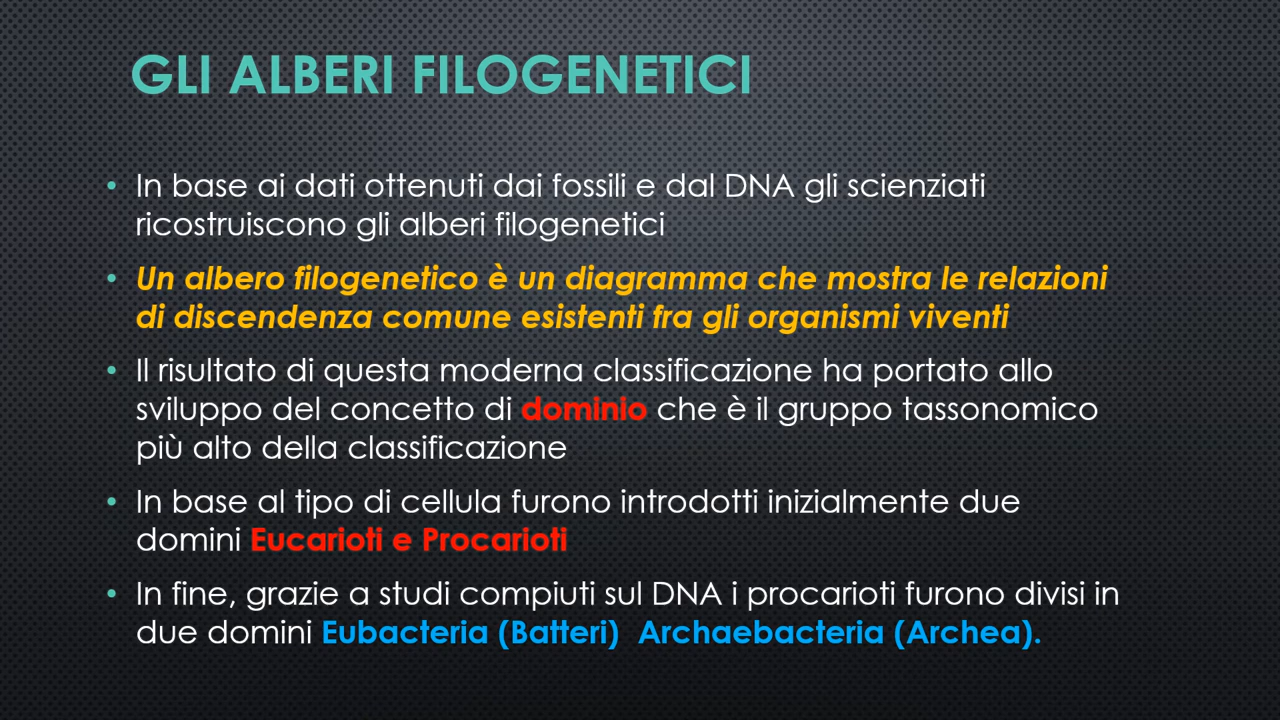 GLI ALBERI FILOGENETICI
• In base ai dati ottenuti dai fossili e dal DNA gli scienziati
ricostruiscono gli alberi filogenetici
• Un albero filogenetico è un diagramma che mostra le relazioni
di discendenza comune esistenti fra gli organismi viventi
• Il risultato di questa moderna classificazione ha portato allo
sviluppo del concetto di dominio che è il gruppo tassonomico
più alto della classificazione
• In base al tipo di cellula furono introdotti inizialmente due
domini Eucarioti e Procarioti
• In fine, grazie a studi compiuti sul DNA i procarioti furono divisi in
due domini Eubacteria (Batteri)  Archaebacteria (Archea).